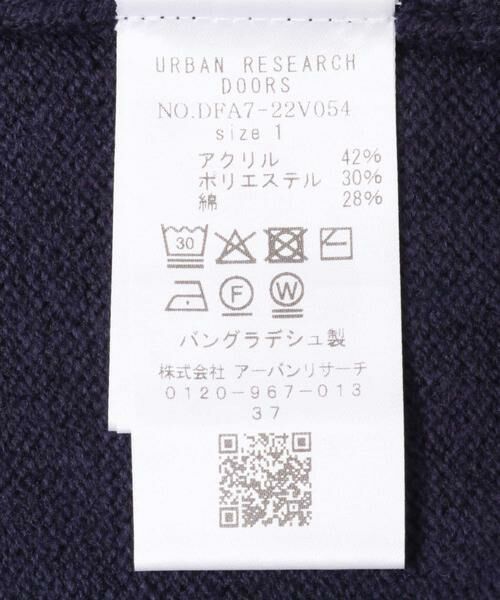 URBAN RESEARCH
DOORS
NO.DFA7-22V054
size 1
アクリル 42%
ポリエステル 30%
綿 28%
30
F W
バングラデシュ製
株式会社 アーバンリサーチ
0120-967-013
37